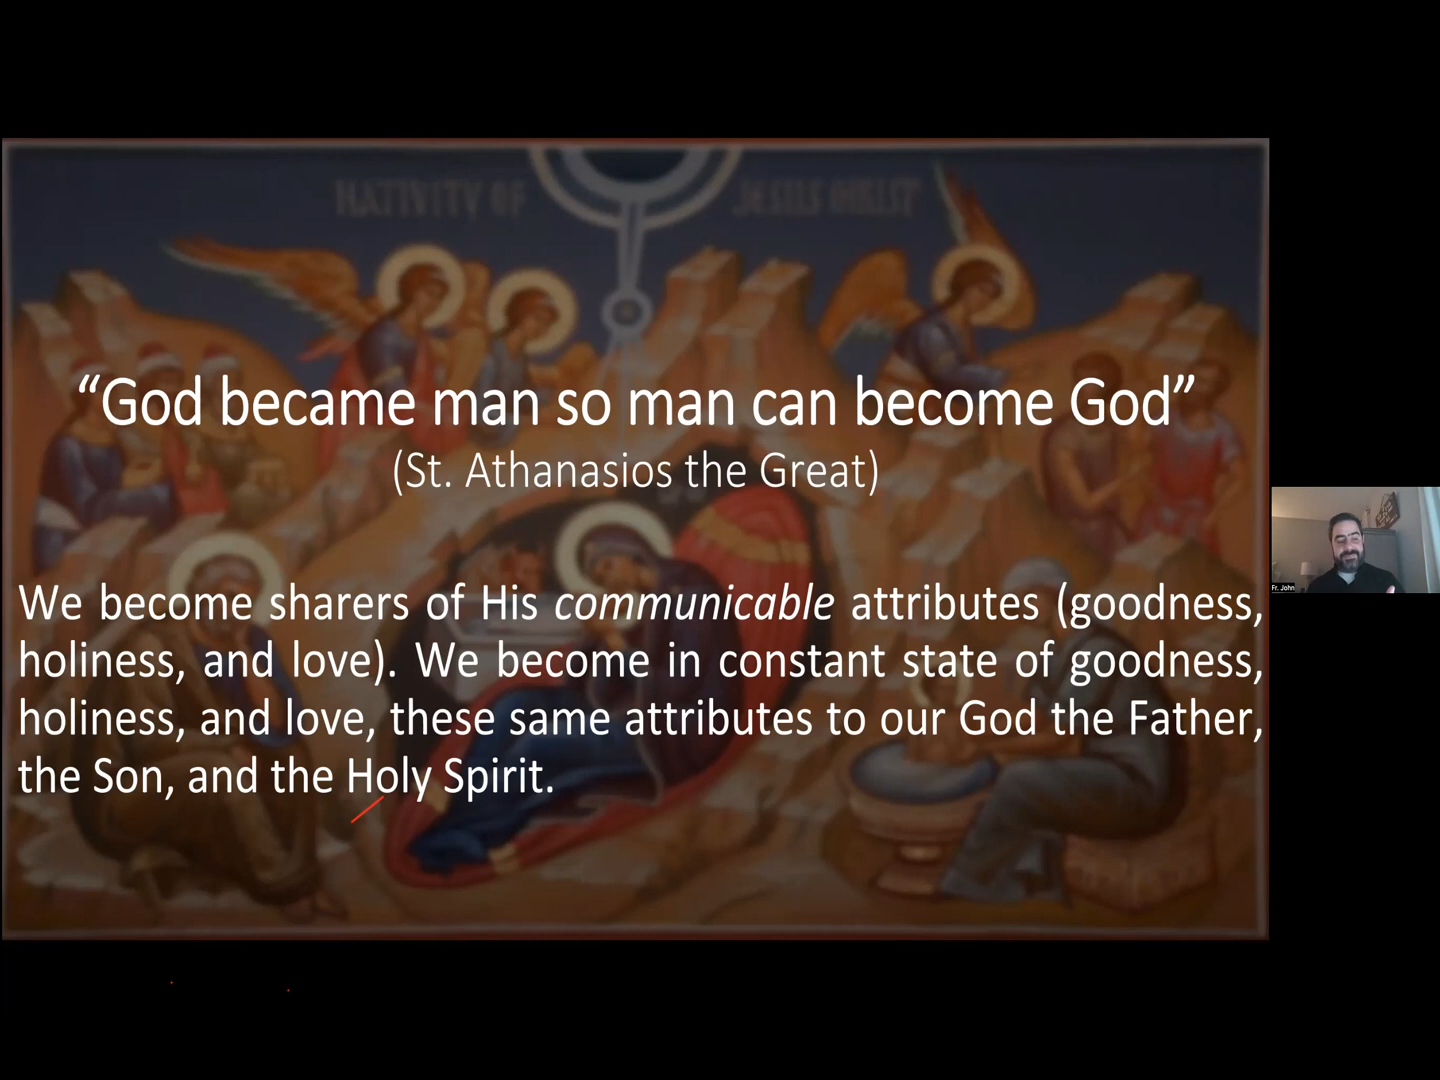 NATIVITY OF JESUS CHRIST
“God became man so man can become God”
(St. Athanasios the Great)
We become sharers of His communicable attributes (goodness,
holiness, and love). We become in constant state of goodness,
holiness, and love, these same attributes to our God the Father,
the Son, and the Holy Spirit.
Fr. John